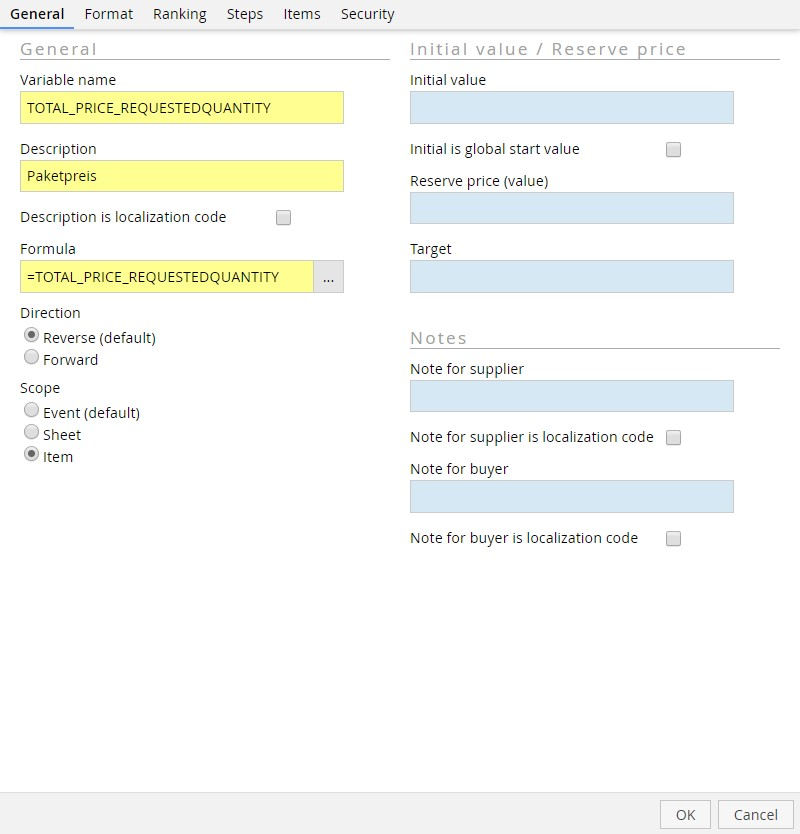 General Format Ranking Steps Items Security
General
Variable name
TOTAL_PRICE_REQUESTEDQUANTITY
Description
Paketpreis
Description is localization code
Formula
=TOTAL_PRICE_REQUESTEDQUANTITY ...
Direction
Reverse (default)
Forward
Scope
Event (default)
Sheet
Item
Initial value / Reserve price
Initial value
Initial is global start value
Reserve price (value)
Target
Notes
Note for supplier
Note for supplier is localization code
Note for buyer
Note for buyer is localization code
OK Cancel